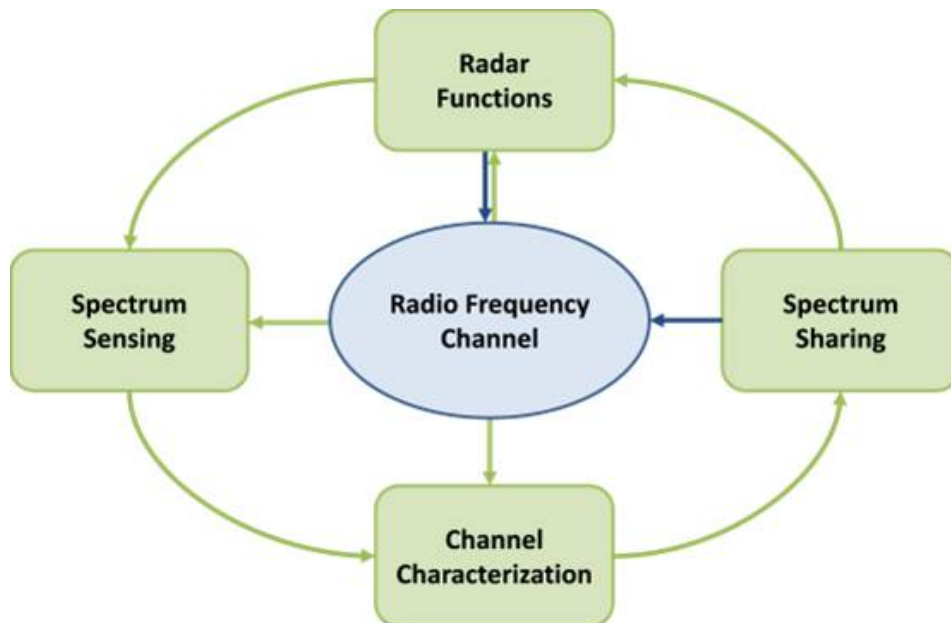 Radar
Functions
Spectrum
Sensing
Radio Frequency
Channel
Spectrum
Sharing
Channel
Characterization